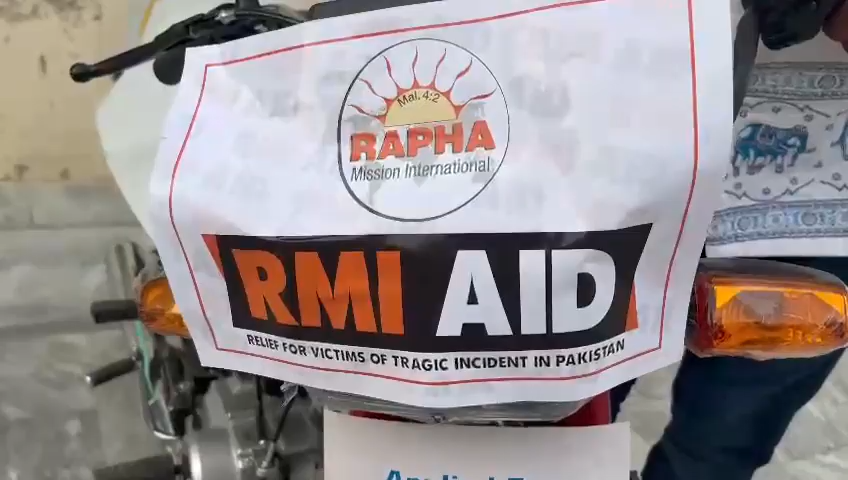 Mal. 4:2
RAPHA
Mission International
RMI AID
RELIEF FOR VICTIMS OF TRAGIC INCIDENT IN PAKISTAN